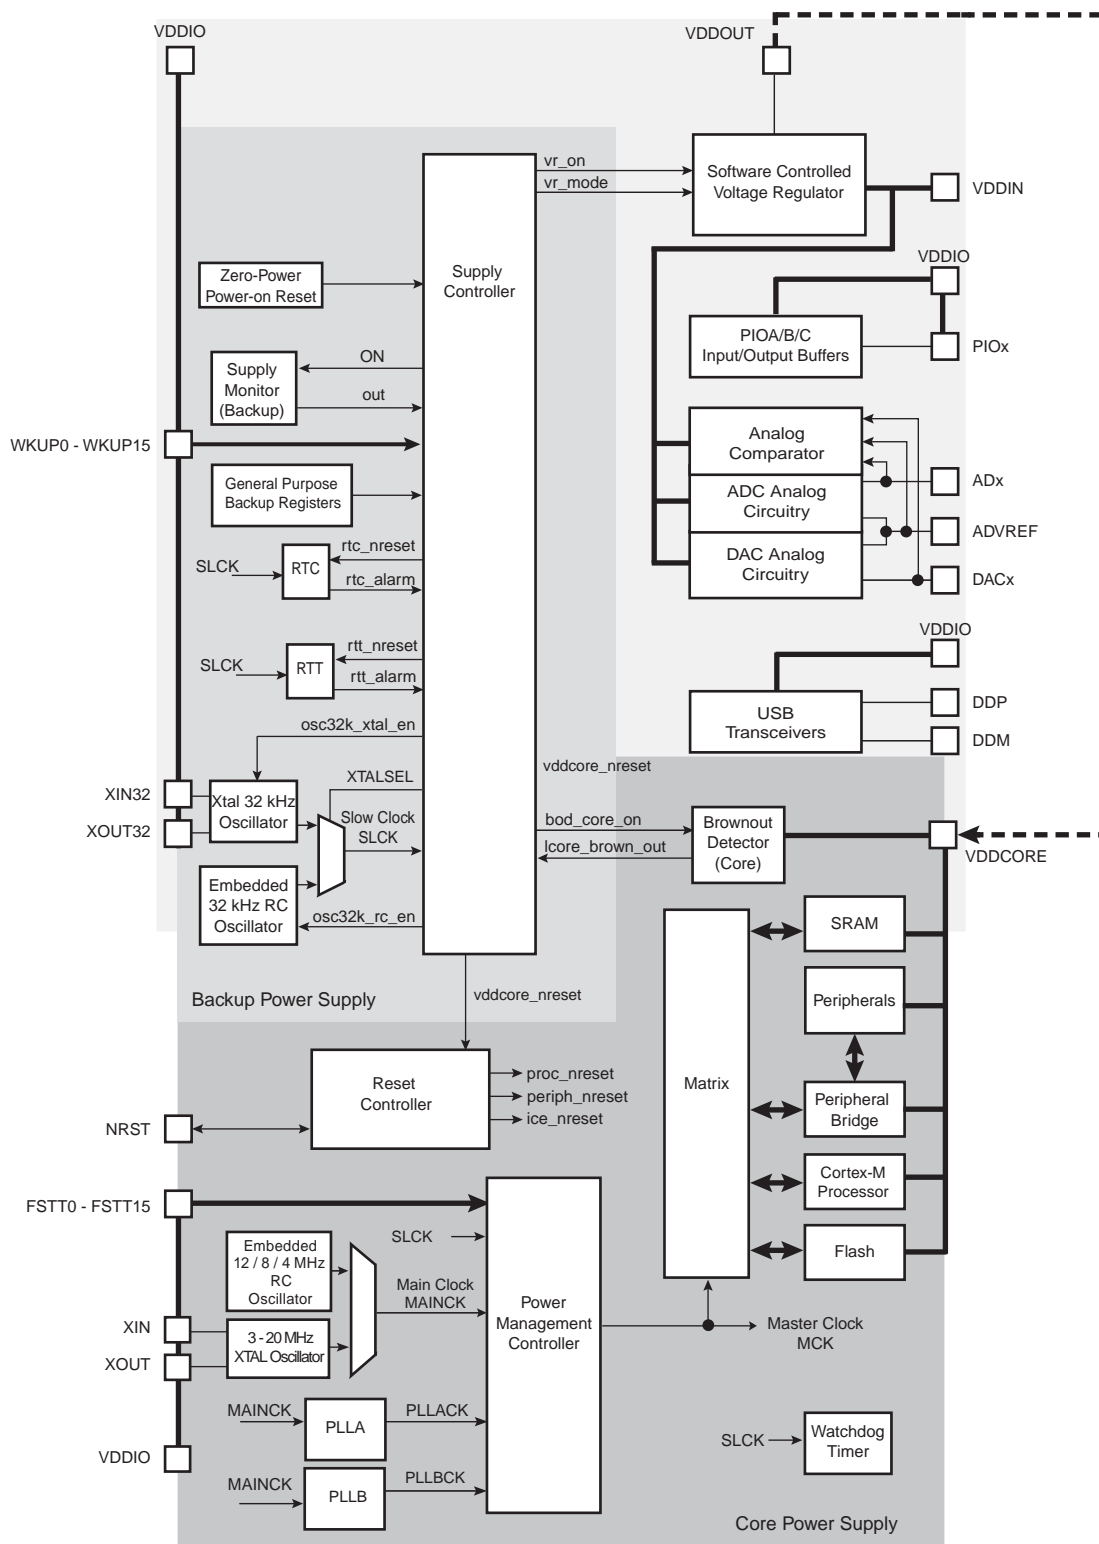 VDDIO
VDDOUT
vr_on
vr_mode
Software Controlled
Voltage Regulator
VDDIN
Supply
Controller
Zero-Power
Power-on Reset
VDDIO
PIOA/B/C
Input/Output Buffers
PIOx
ON
Supply
Monitor
(Backup)
out
WKUP0 - WKUP15
Analog
Comparator
General Purpose
Backup Registers
ADC Analog
Circuitry
ADx
ADVREF
DAC Analog
Circuitry
DACx
rtc_nreset
SLCK
RTC
rtc_alarm
rtt_nreset
SLCK
RTT
rtt_alarm
VDDIO
USB
Transceivers
DDP
DDM
osc32k_xtal_en
vddcore_nreset
XTALSEL
XIN32
Xtal 32 kHz
Oscillator
XOUT32
Slow Clock
SLCK
bod_core_on
lcore_brown_out
Brownout
Detector
(Core)
VDDCORE
Embedded
32 kHz RC
Oscillator
osc32k_rc_en
SRAM
Backup Power Supply
vddcore_nreset
Peripherals
Matrix
Reset
Controller
proc_nreset
periph_nreset
ice_nreset
NRST
Peripheral
Bridge
Cortex-M
Processor
FSTT0 - FSTT15
SLCK
Embedded
12 / 8 / 4 MHz
RC
Oscillator
Flash
Main Clock
MAINCK
Power
Management
Controller
XIN
3 - 20 MHz
XTAL Oscillator
XOUT
Master Clock
MCK
MAINCK
PLLA
PLLACK
VDDIO
SLCK
Watchdog
Timer
MAINCK
PLLB
PLLBCK
Core Power Supply